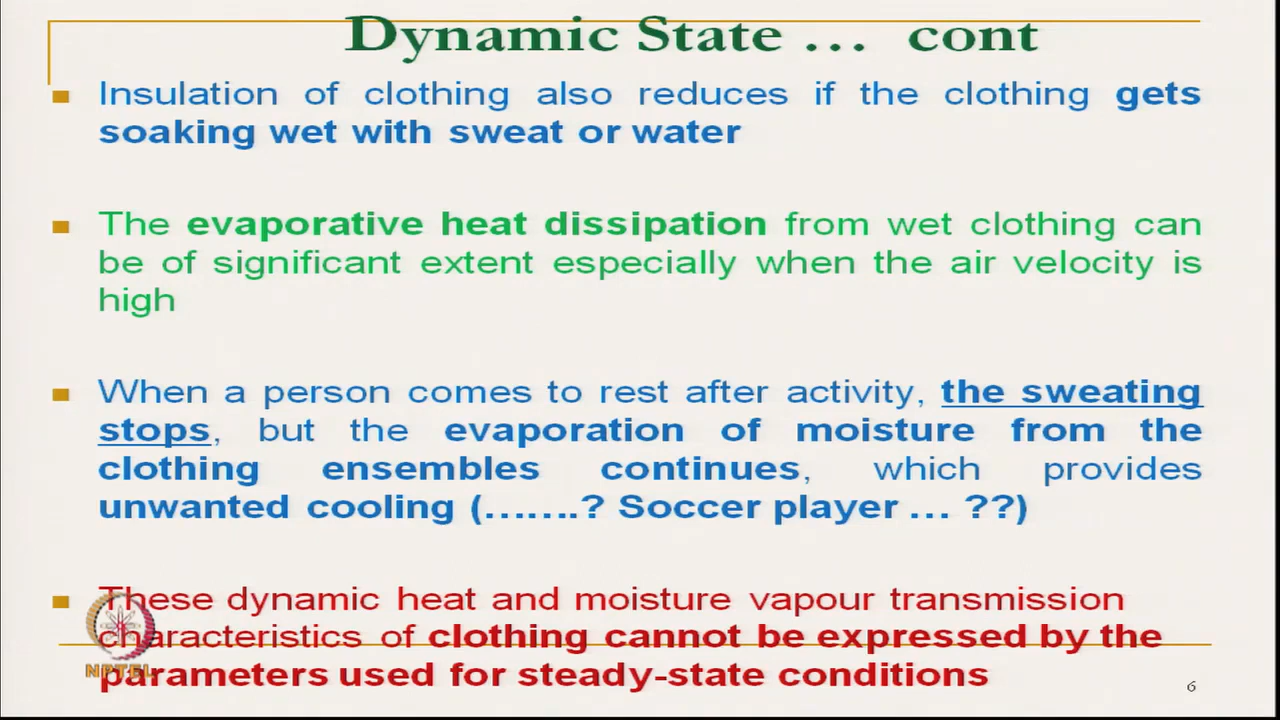 Dynamic State … cont
Insulation of clothing also reduces if the clothing gets
soaking wet with sweat or water
The evaporative heat dissipation from wet clothing can
be of significant extent especially when the air velocity is
high
When a person comes to rest after activity, the sweating
stops, but the evaporation of moisture from the
clothing ensembles continues, which provides
unwanted cooling (…….? Soccer player … ??)
These dynamic heat and moisture vapour transmission
characteristics of clothing cannot be expressed by the
parameters used for steady-state conditions
NPTEL
6